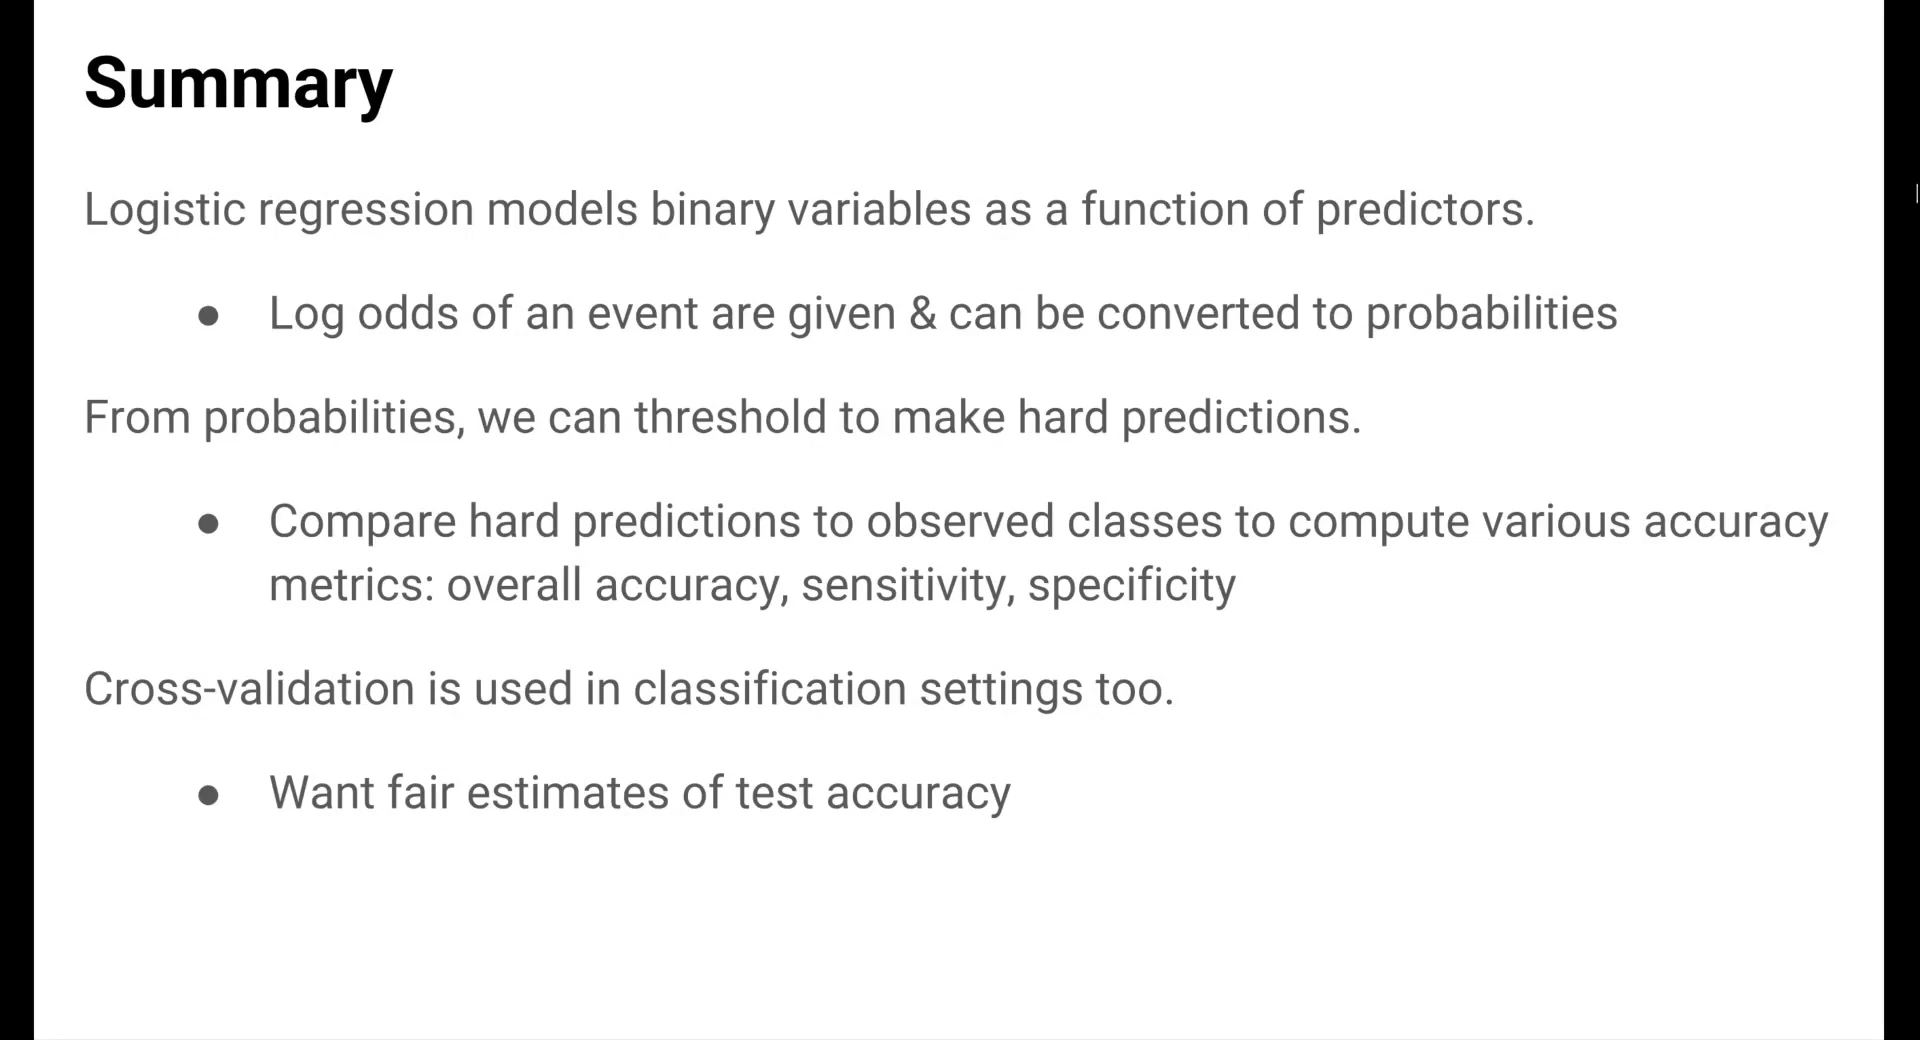 Summary
Logistic regression models binary variables as a function of predictors.
● Log odds of an event are given & can be converted to probabilities
From probabilities, we can threshold to make hard predictions.
● Compare hard predictions to observed classes to compute various accuracy
metrics: overall accuracy, sensitivity, specificity
Cross-validation is used in classification settings too.
● Want fair estimates of test accuracy